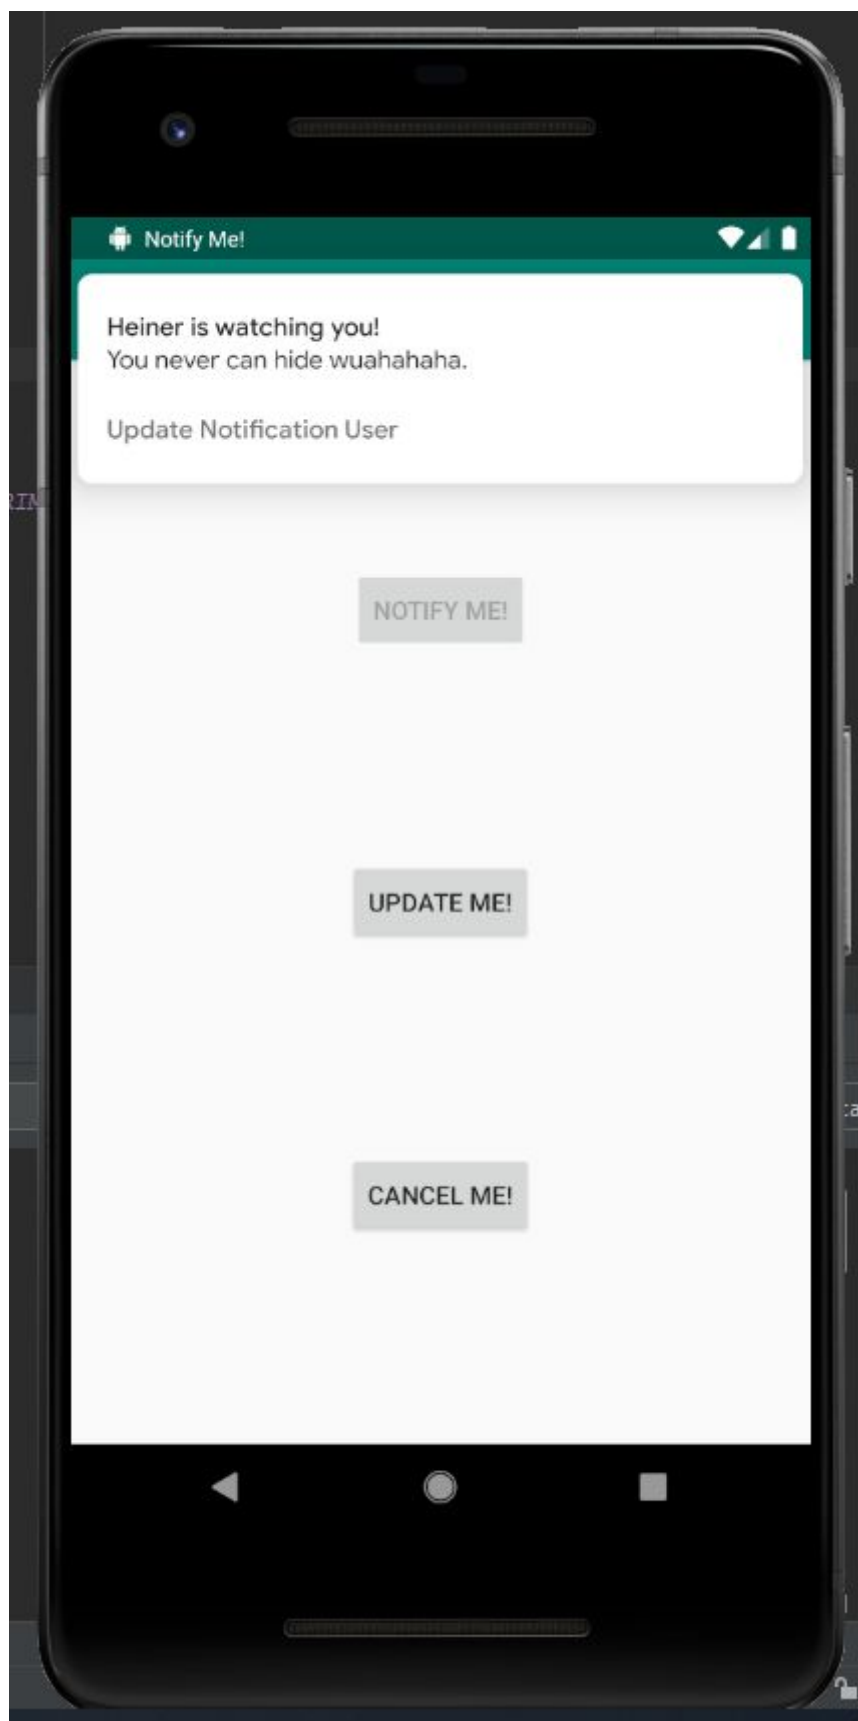 Notify Me!
Heiner is watching you!
You never can hide wuahahaha.
Update Notification User
RIM
NOTIFY ME!
UPDATE ME!
CANCEL ME!